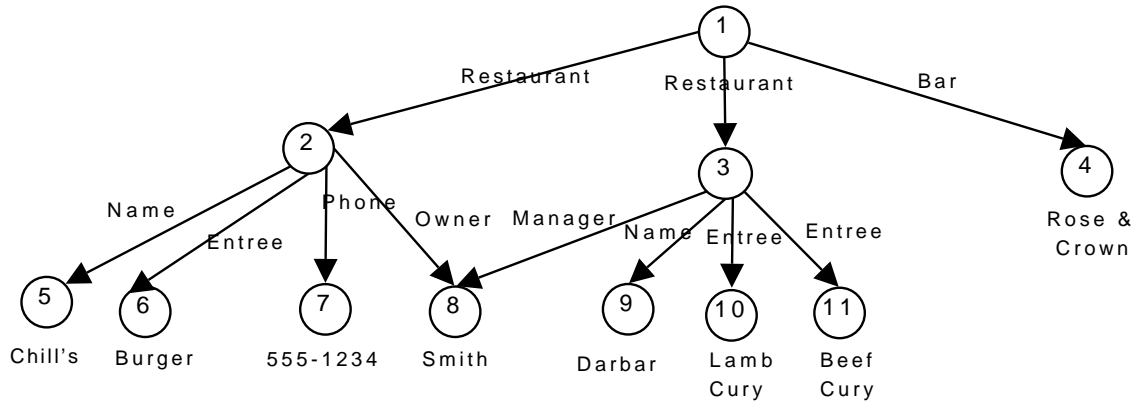 1
Restaurant
Restaurant
Bar
2
3
4
Name
Entree
Phone
Owner
Manager
Name
Entree
Entree
Rose &
Crown
5
6
7
8
9
10
11
Chill's
Burger
555-1234
Smith
Darbar
Lamb
Cury
Beef
Cury